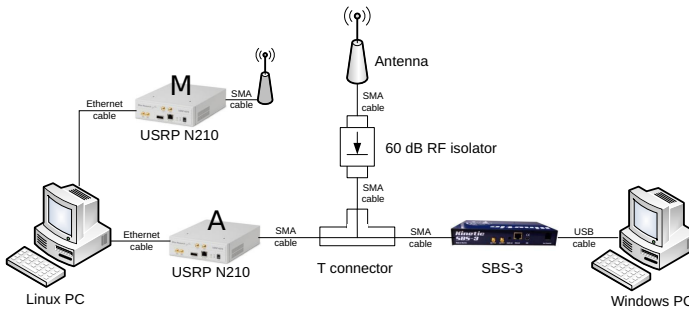 M
Ethernet
cable
SMA
cable
USRP N210
Antenna
SMA
cable
60 dB RF isolator
SMA
cable
A
Ethernet
cable
SMA
cable
USRP N210
T connector
SMA
cable
Kinetic
SBS-3
SBS-3
USB
cable
Linux PC
Windows PC